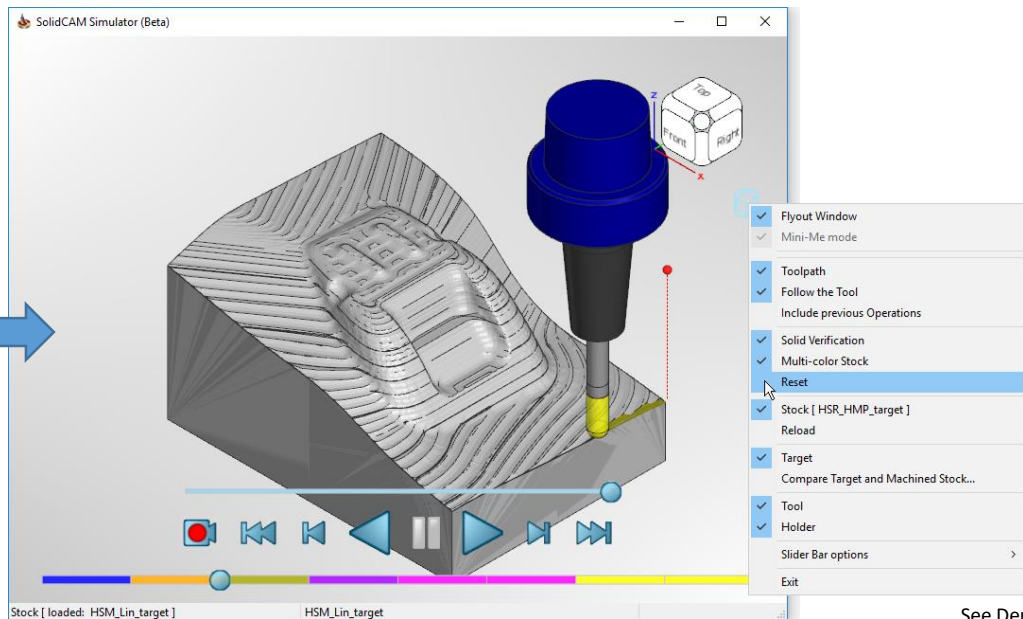 SolidCAM Simulator (Beta)
Top
Front
Right
z
x
Flyout Window
Mini-Me mode
Toolpath
Follow the Tool
Include previous Operations
Solid Verification
Multi-color Stock
Reset
Stock [ HSR_HMP_target ]
Reload
Target
Compare Target and Machined Stock...
Tool
Holder
Slider Bar options
Exit
Stock [ loaded: HSM_Lin_target ]
HSM_Lin_target
See